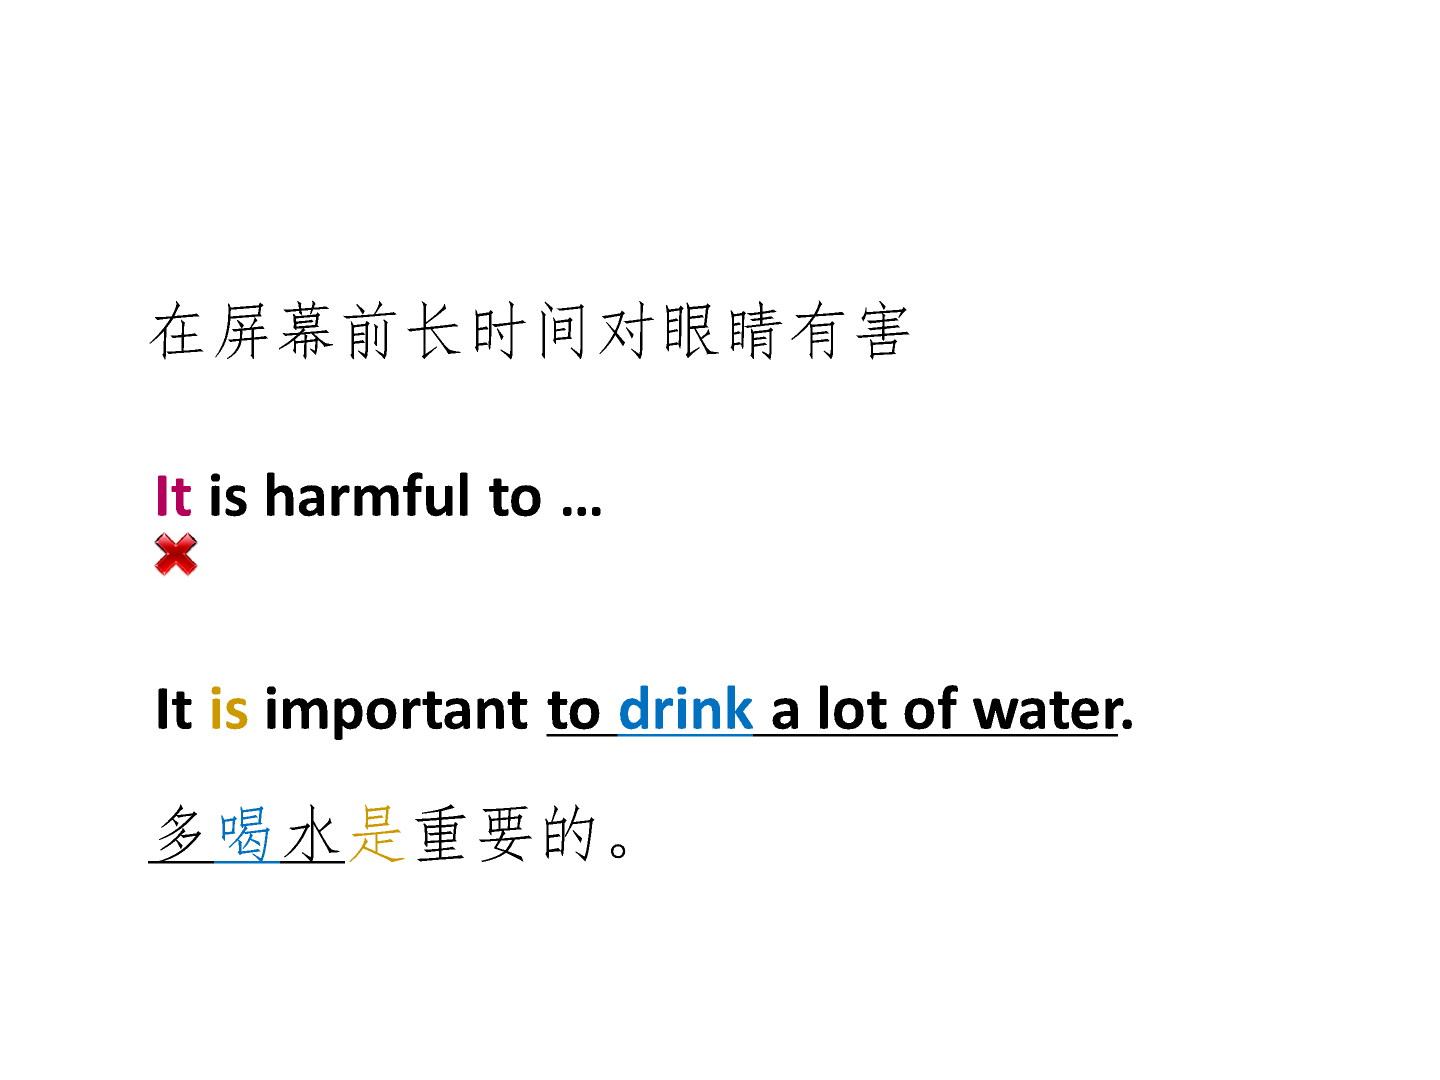 在屏幕前长时间对眼睛有害
It is harmful to …
It is important to drink a lot of water.
多喝水是重要的。